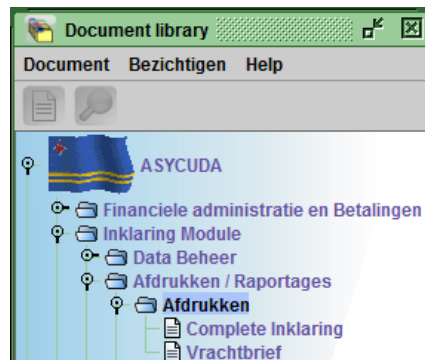 Document library
Document Bezichtigen Help
ASYCUDA
Financiele administratie en Betalingen
Inklaring Module
Data Beheer
Afdrukken / Raportages
Afdrukken
Complete Inklaring
Vrachtbrief